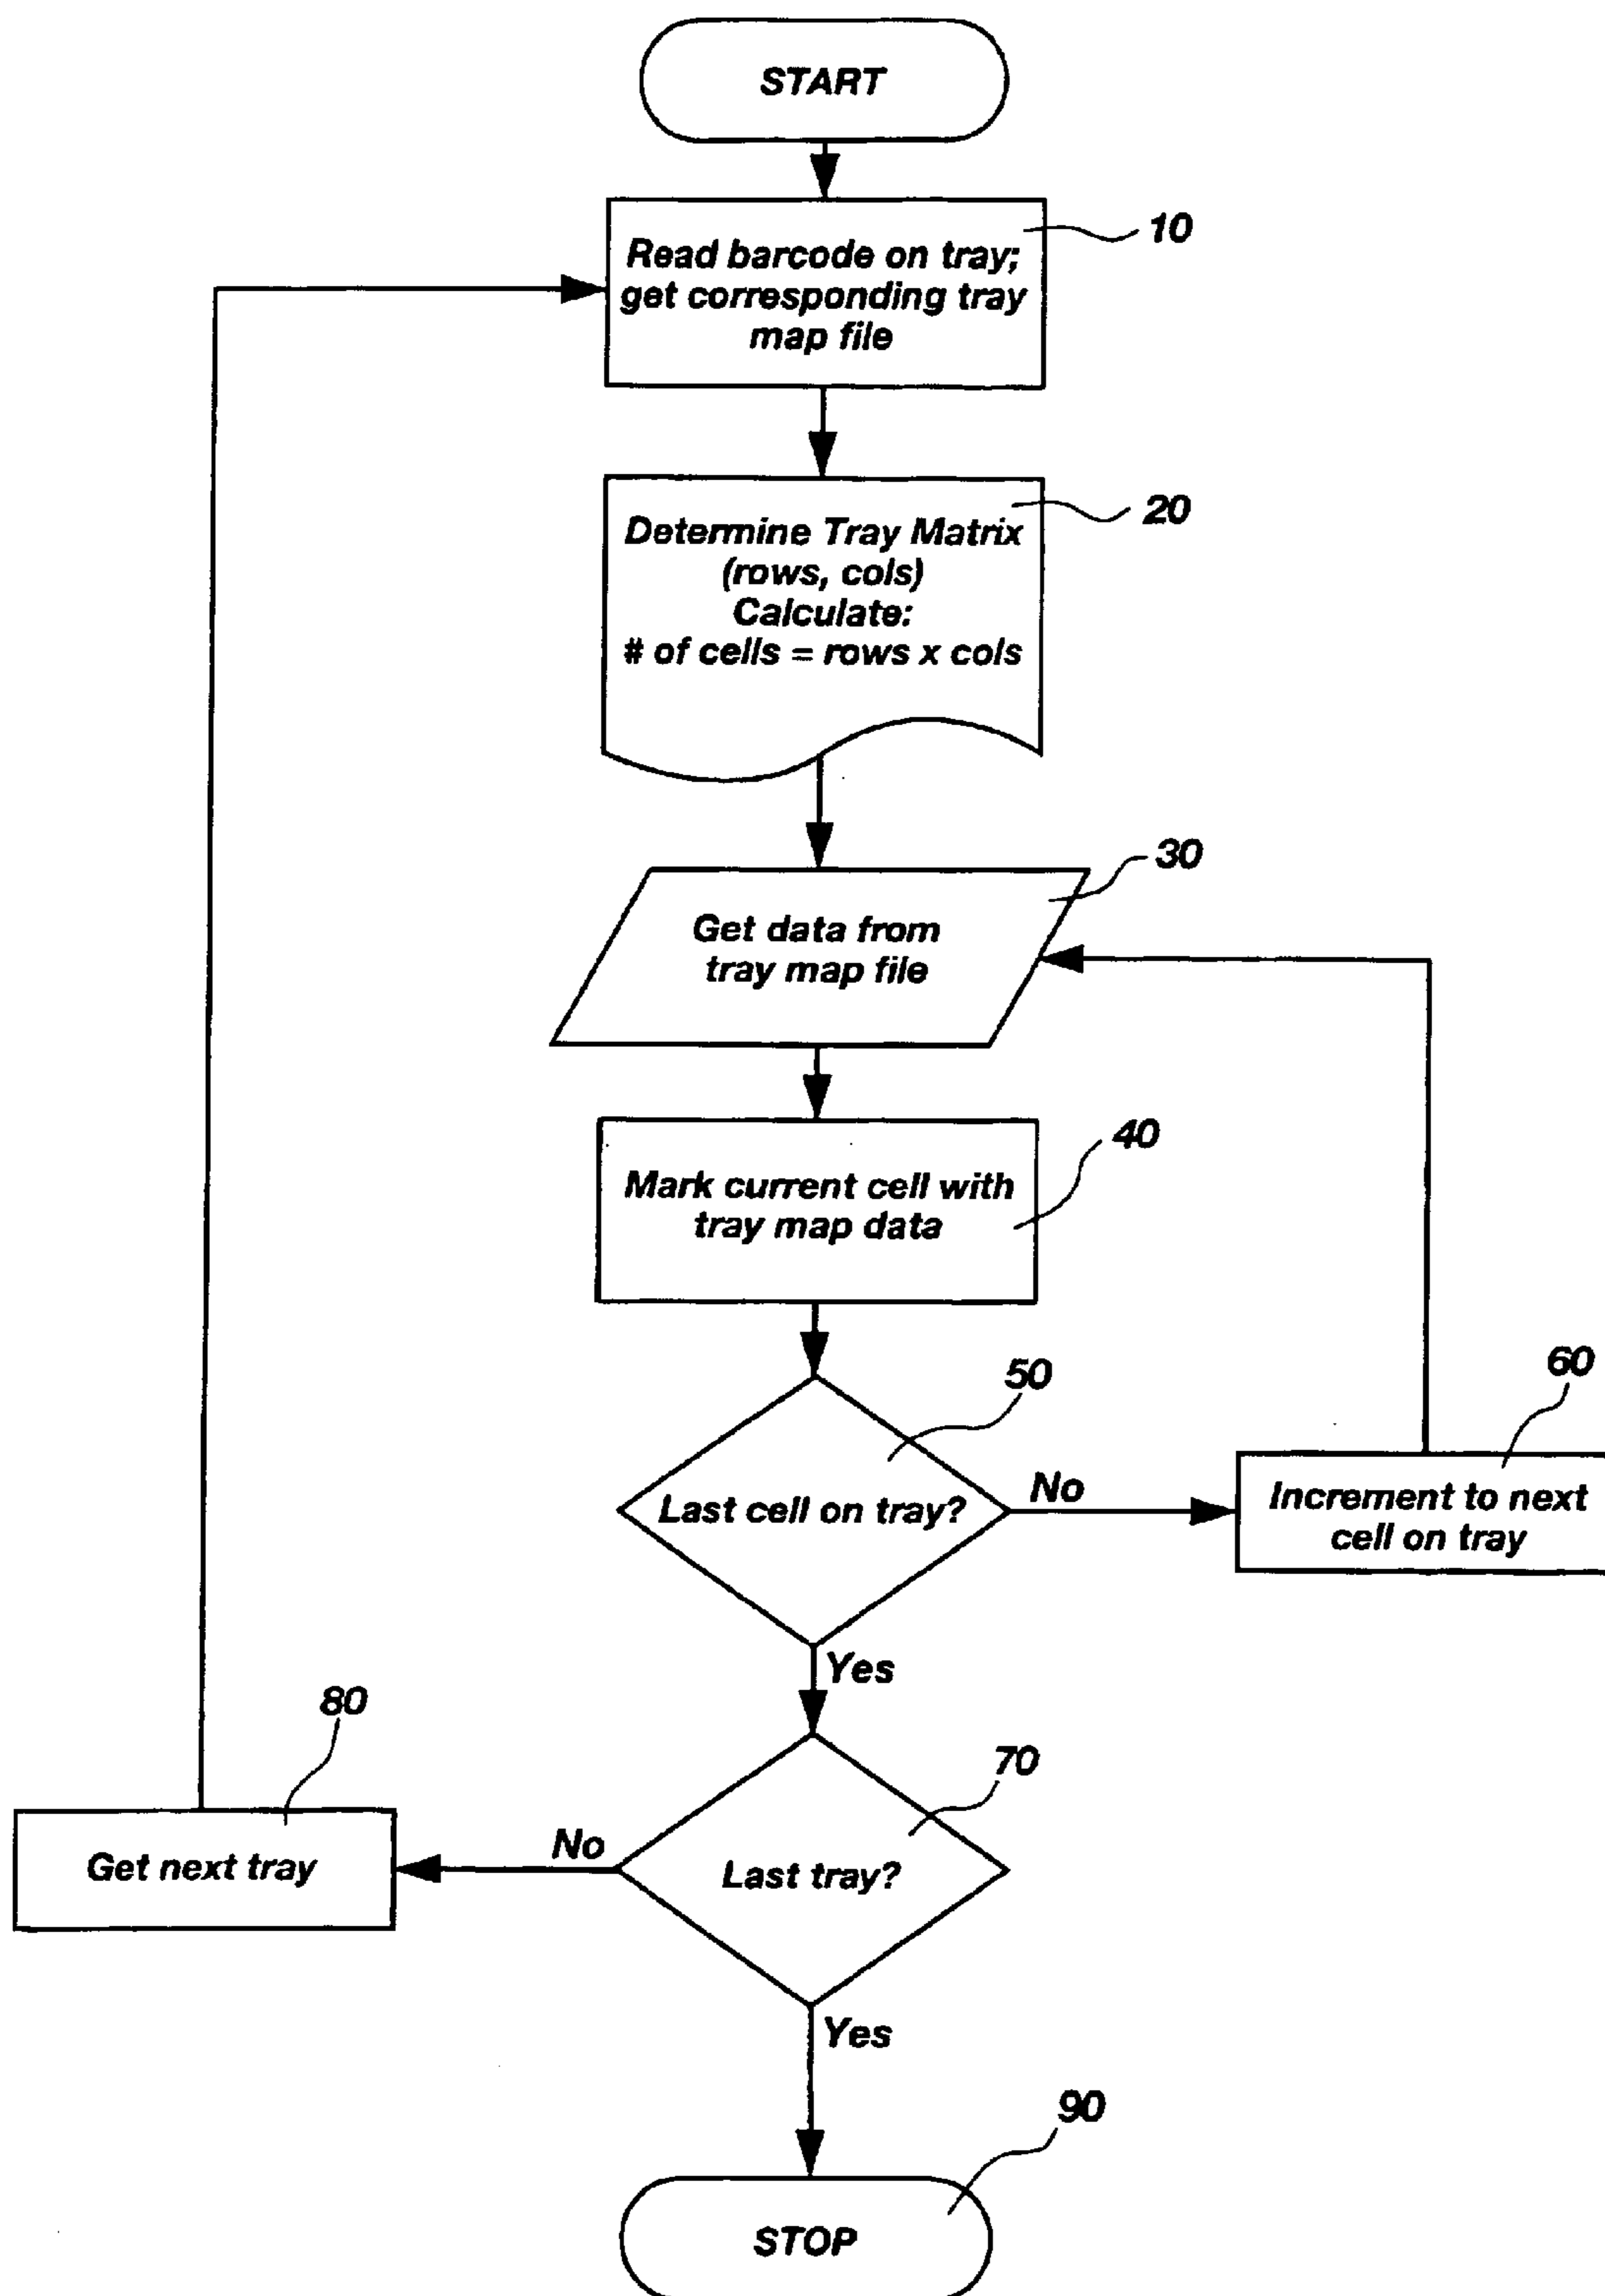 START
10
Read barcode on tray;
get corresponding tray
map file
20
Determine Tray Matrix
(rows, cols)
Calculate:
# of cells = rows x cols
30
Get data from
tray map file
40
Mark current cell with
tray map data
50
60
Last cell on tray?
No
Increment to next
cell on tray
Yes
80
70
Get next tray
No
Last tray?
Yes
90
STOP